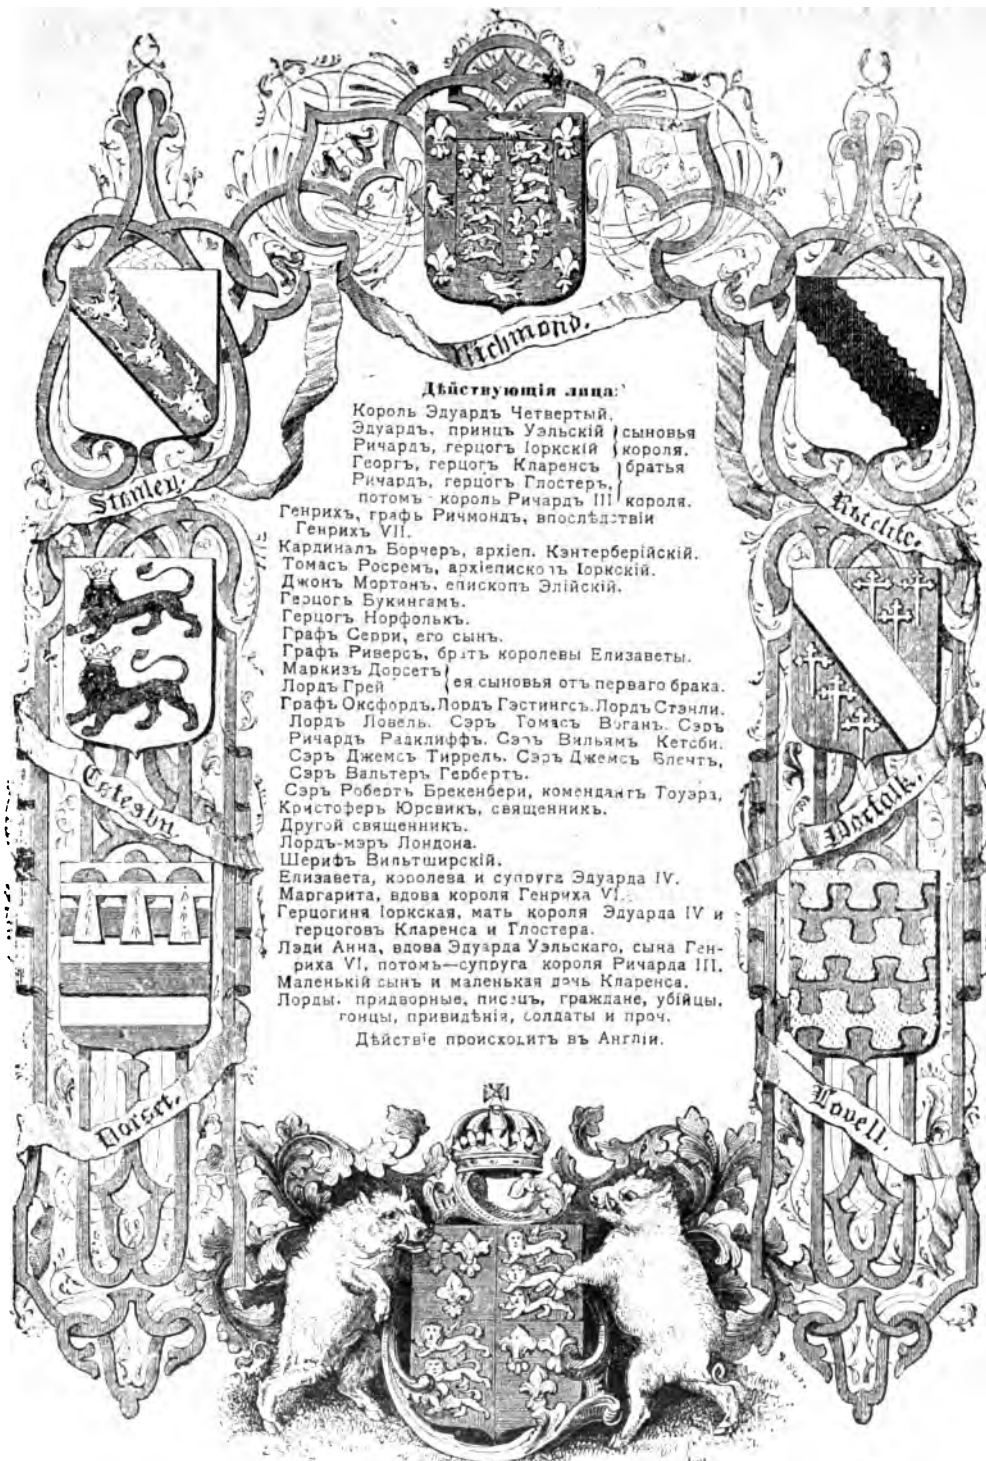 Richmond.
Stanley.
Ratclife.
Дѣйствующія лица:
Король Эдуардъ Четвертый.
Эдуардъ, принцъ Уэльскій } сыновья
Ричардъ, герцогъ Іоркскій } короля.
Георгъ, герцогъ Кларенсъ } братья
Ричардъ, герцогъ Глостеръ,
потомъ король Ричардъ III } короля.
Генрихъ, графъ Ричмондъ, впослѣдствіи
Генрихъ VII.
Кардиналъ Борчеръ, архіеп. Кэнтерберійскій.
Томасъ Росремъ, архіепископъ Іоркскій.
Джонъ Мортонъ, епископъ Элійскій.
Герцогъ Букингамъ.
Герцогъ Норфолькъ.
Графъ Серри, его сынъ.
Графъ Риверсъ, братъ королевы Елизаветы.
Маркизъ Дорсетъ }
Лордъ Грей } ея сыновья отъ перваго брака.
Графъ Оксфордъ. Лордъ Гэстингсъ. Лордъ Стэнли.
Лордъ Ловель. Сэръ Томасъ Воганъ. Сэръ
Ричардъ Радклиффъ. Сэръ Вильямъ Кетсби.
Сэръ Джемсъ Тиррель. Сэръ Джемсъ Блентъ,
Сэръ Вальтеръ Гербертъ.
Сэръ Робертъ Брекенбери, комендантъ Тоуэра,
Кристоферъ Юрсвик, священникъ.
Другой священникъ.
Лордъ-мэръ Лондона.
Шерифъ Вильтширскій.
Елизавета, королева и супруга Эдуарда IV.
Маргарита, вдова короля Генриха VI.
Герцогиня Іоркская, мать короля Эдуарда IV и
герцоговъ Кларенса и Глостера.
Лэди Анна, вдова Эдуарда Уэльскаго, сына Ген-
риха VI, потомъ—супруга короля Ричарда III.
Маленькій сынъ и маленькая дочь Кларенса.
Лорды, придворные, писецъ, граждане, убійцы,
гонцы, привидѣнія, солдаты и проч.
Дѣйствіе происходитъ въ Англіи.
Catesby.
Norfolk.
Dorset.
Lovell.